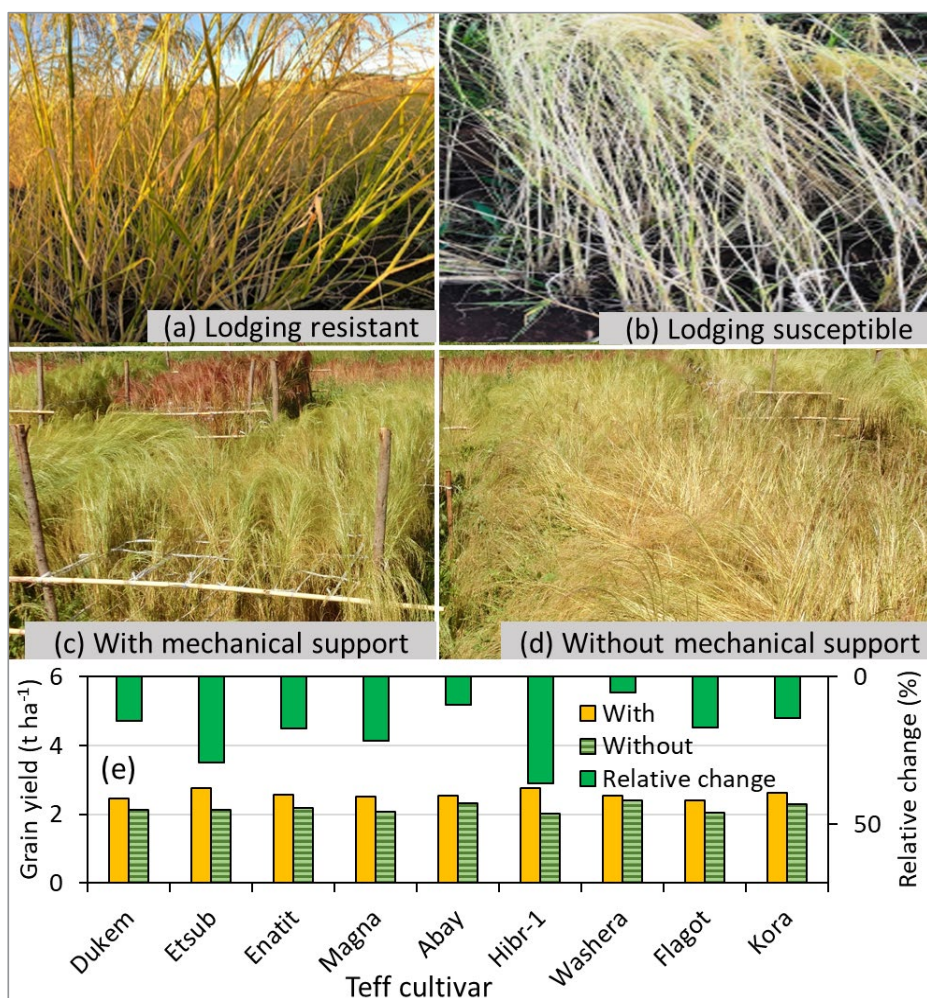 (a) Lodging resistant
(b) Lodging susceptible
(c) With mechanical support
(d) Without mechanical support
Grain yield (t ha⁻¹)
6
4
2
0
(e)
With
Without
Relative change
0
50
Relative change (%)
Dukem
Etsub
Enatit
Magna
Abay
Hibr-1
Washera
Flagot
Kora
Teff cultivar